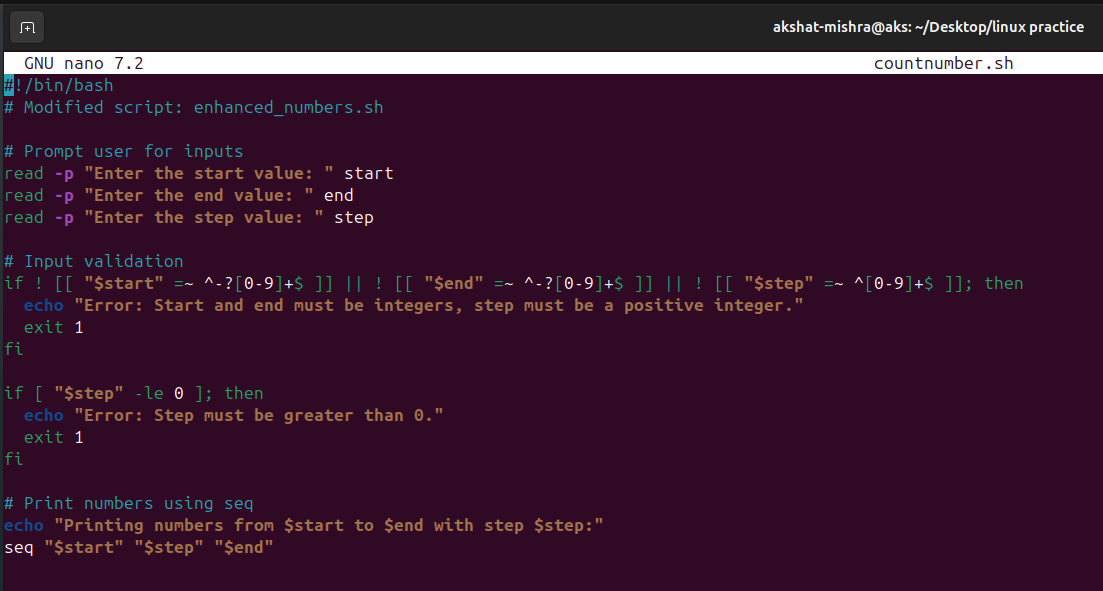 akshat-mishra@aks: ~/Desktop/linux practice
GNU nano 7.2 countnumber.sh
#!/bin/bash
# Modified script: enhanced_numbers.sh
# Prompt user for inputs
read -p "Enter the start value: " start
read -p "Enter the end value: " end
read -p "Enter the step value: " step
# Input validation
if ! [[ "$start" =~ ^-?[0-9]+$ ]] || ! [[ "$end" =~ ^-?[0-9]+$ ]] || ! [[ "$step" =~ ^[0-9]+$ ]]; then
  echo "Error: Start and end must be integers, step must be a positive integer."
  exit 1
fi
if [ "$step" -le 0 ]; then
  echo "Error: Step must be greater than 0."
  exit 1
fi
# Print numbers using seq
echo "Printing numbers from $start to $end with step $step:"
seq "$start" "$step" "$end"